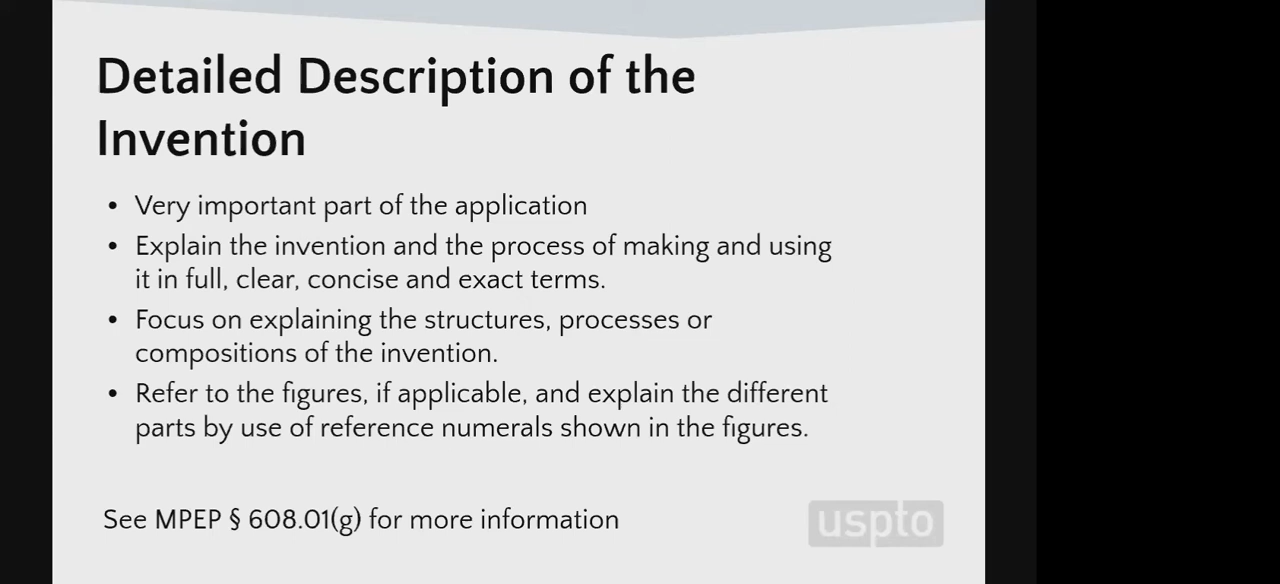 Detailed Description of the
Invention
• Very important part of the application
• Explain the invention and the process of making and using
it in full, clear, concise and exact terms.
• Focus on explaining the structures, processes or
compositions of the invention.
• Refer to the figures, if applicable, and explain the different
parts by use of reference numerals shown in the figures.
See MPEP § 608.01(g) for more information
uspto